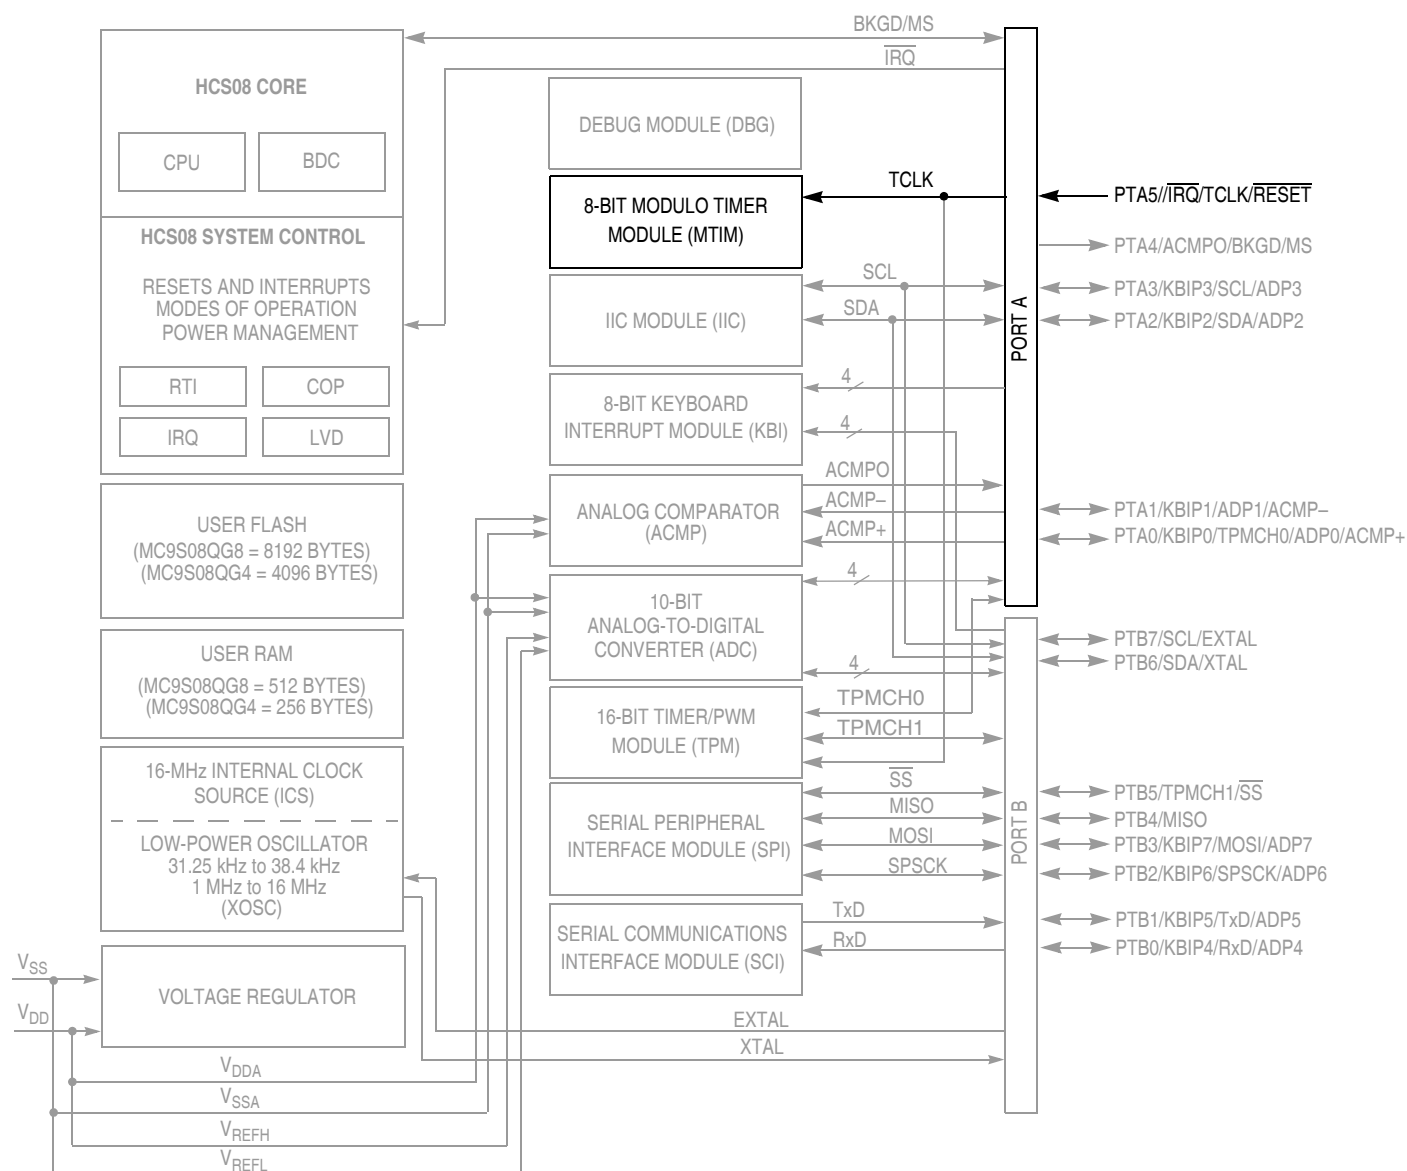 BKGD/MS
IRQ
HCS08 CORE
CPU
BDC
HCS08 SYSTEM CONTROL
RESETS AND INTERRUPTS
MODES OF OPERATION
POWER MANAGEMENT
RTI
COP
IRQ
LVD
USER FLASH
(MC9S08QG8 = 8192 BYTES)
(MC9S08QG4 = 4096 BYTES)
USER RAM
(MC9S08QG8 = 512 BYTES)
(MC9S08QG4 = 256 BYTES)
16-MHz INTERNAL CLOCK
SOURCE (ICS)
LOW-POWER OSCILLATOR
31.25 kHz to 38.4 kHz
1 MHz to 16 MHz
(XOSC)
VOLTAGE REGULATOR
VSS
VDD
VDDA
VSSA
VREFH
VREFL
DEBUG MODULE (DBG)
8-BIT MODULO TIMER
MODULE (MTIM)
IIC MODULE (IIC)
8-BIT KEYBOARD
INTERRUPT MODULE (KBI)
ANALOG COMPARATOR
(ACMP)
10-BIT
ANALOG-TO-DIGITAL
CONVERTER (ADC)
16-BIT TIMER/PWM
MODULE (TPM)
SERIAL PERIPHERAL
INTERFACE MODULE (SPI)
SERIAL COMMUNICATIONS
INTERFACE MODULE (SCI)
TCLK
SCL
SDA
4
4
ACMPO
ACMP–
ACMP+
4
4
TPMCH0
TPMCH1
SS
MISO
MOSI
SPSCK
TxD
RxD
EXTAL
XTAL
PORT A
PORT B
PTA5//IRQ/TCLK/RESET
PTA4/ACMPO/BKGD/MS
PTA3/KBIP3/SCL/ADP3
PTA2/KBIP2/SDA/ADP2
PTA1/KBIP1/ADP1/ACMP–
PTA0/KBIP0/TPMCH0/ADP0/ACMP+
PTB7/SCL/EXTAL
PTB6/SDA/XTAL
PTB5/TPMCH1/SS
PTB4/MISO
PTB3/KBIP7/MOSI/ADP7
PTB2/KBIP6/SPSCK/ADP6
PTB1/KBIP5/TxD/ADP5
PTB0/KBIP4/RxD/ADP4